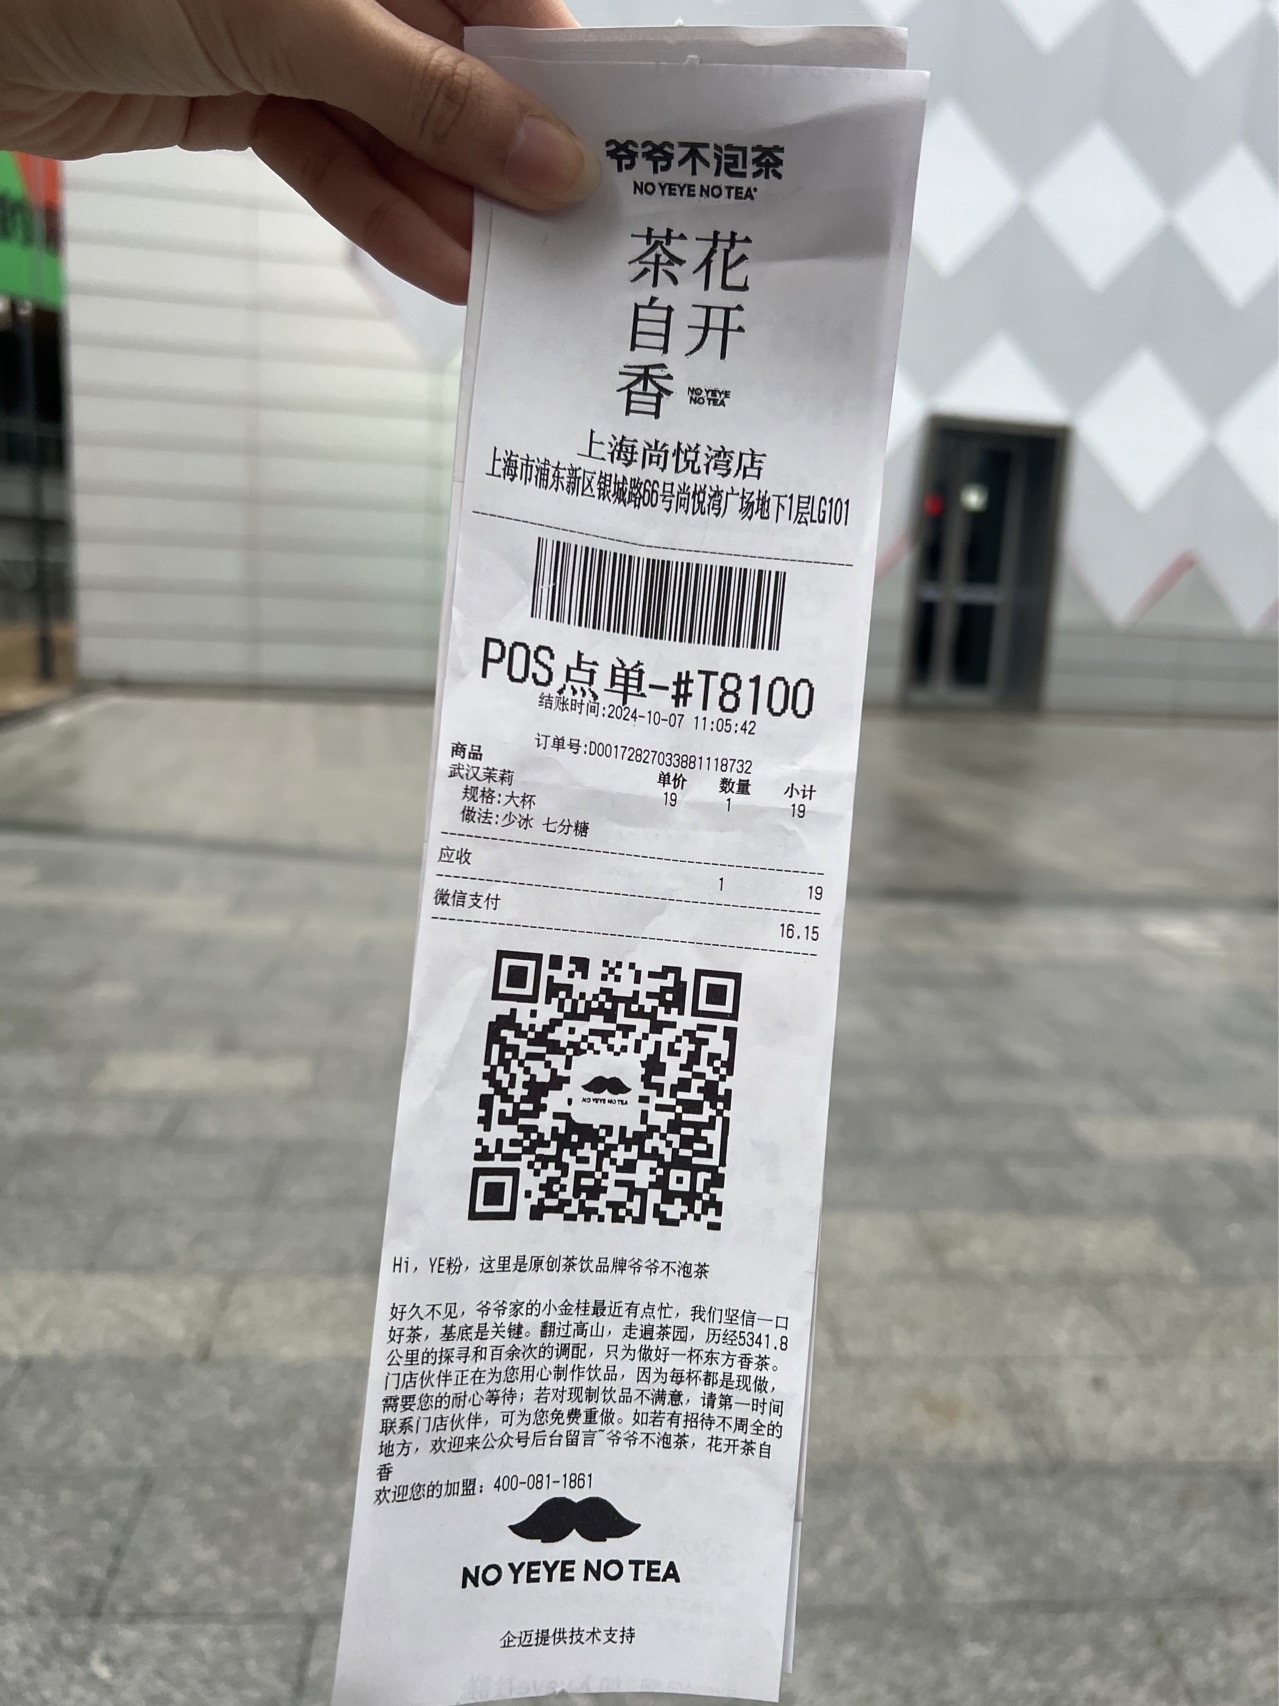 爷爷不泡茶
NO YEYE NO TEA
花开
茶自香
NO YEYE
NO TEA
上海尚悦湾店
上海市浦东新区银城路66号尚悦湾广场地下1层LG101
POS点单-#T8100
结账时间:2024-10-07 11:05:42
订单号:D00172827033881118732
商品 单价 数量 小计
武汉茉莉 19 1 19
规格:大杯
做法:少冰 七分糖
应收 1 19
微信支付 16.15
NO YEYE NO TEA
Hi，YE粉，这里是原创茶饮品牌爷爷不泡茶
好久不见，爷爷家的小金桂最近有点忙，我们坚信一口
好茶，基底是关键。翻过高山，走遍茶园，历经5341.8
公里的探寻和百余次的调配，只为做好一杯东方香茶。
门店伙伴正在为您用心制作饮品，因为每杯都是现做，
需要您的耐心等待；若对现制饮品不满意，请第一时间
联系门店伙伴，可为您免费重做。如若有招待不周全的
地方，欢迎来公众号后台留言~爷爷不泡茶，花开茶自
香
欢迎您的加盟：400-081-1861
NO YEYE NO TEA
企迈提供技术支持